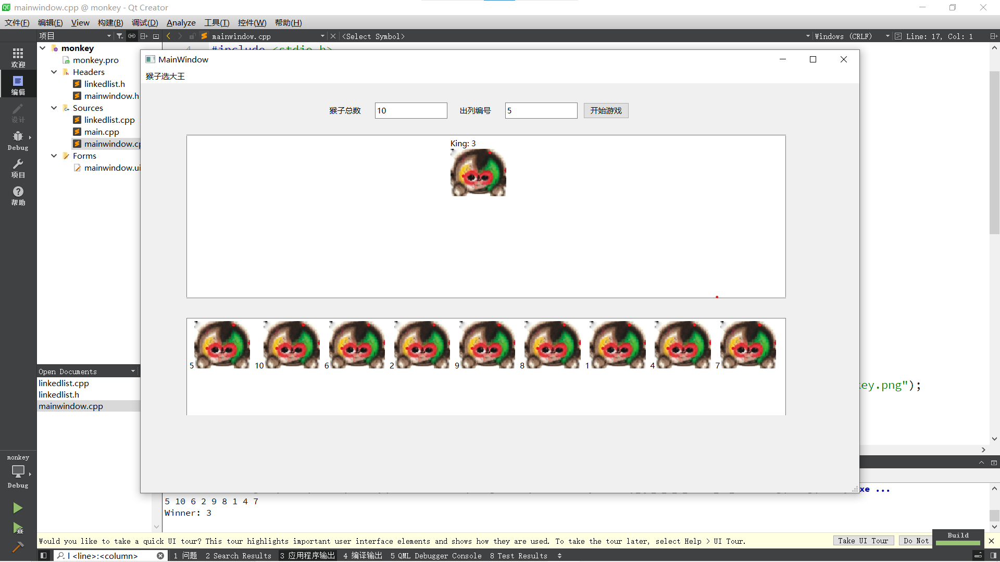 mainwindow.cpp @ monkey - Qt Creator
文件(F) 编辑(E) View 构建(B) 调试(D) Analyze 工具(T) 控件(W) 帮助(H)
项目 mainwindow.cpp <Select Symbol> Windows (CRLF) Line: 17, Col: 1
欢迎
编辑
设计
Debug
项目
帮助
monkey
monkey.pro
Headers
linkedlist.h
mainwindow.h
Sources
linkedlist.cpp
main.cpp
mainwindow.cp
Forms
mainwindow.ui
4 #include <stdio.h>
MainWindow
猴子选大王
猴子总数 10 出列编号 5 开始游戏
King: 3
5 10 6 2 9 8 1 4 7
key.png");
Open Documents
linkedlist.cpp
linkedlist.h
mainwindow.cpp
monkey
Debug
xe ...
5 10 6 2 9 8 1 4 7
Winner: 3
Would you like to take a quick UI tour? This tour highlights important user interface elements and shows how they are used. To take the tour later, select Help > UI Tour.
Take UI Tour Do Not
Build
l <line>:<column> 1 问题 2 Search Results 3 应用程序输出 4 编译输出 5 QML Debugger Console 8 Test Results